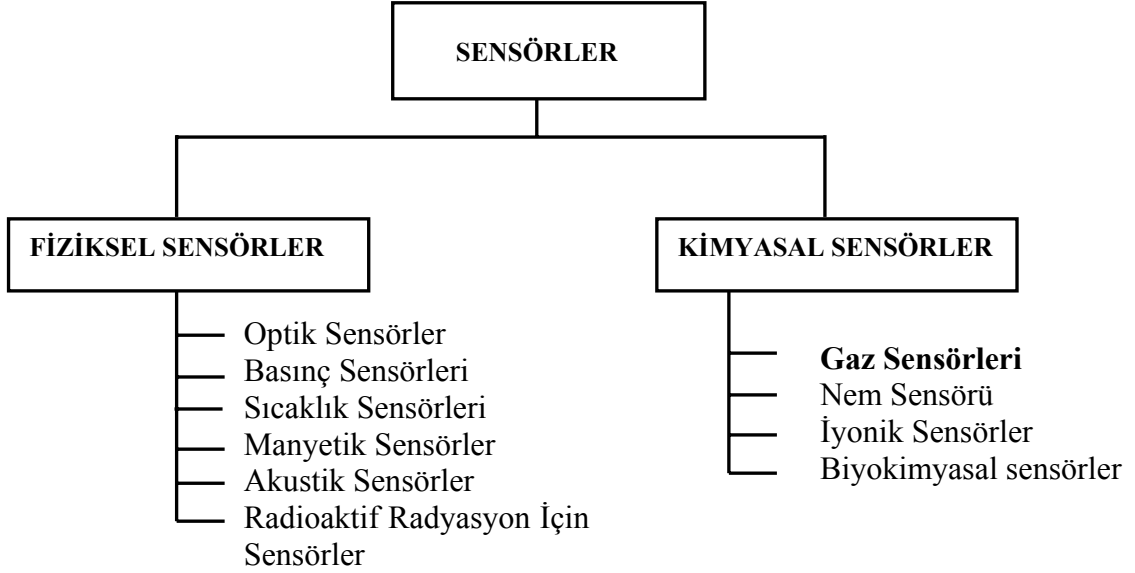 SENSÖRLER
FİZİKSEL SENSÖRLER
Optik Sensörler
Basınç Sensörleri
Sıcaklık Sensörleri
Manyetik Sensörler
Akustik Sensörler
Radioaktif Radyasyon İçin
Sensörler
KİMYASAL SENSÖRLER
Gaz Sensörleri
Nem Sensörü
İyonik Sensörler
Biyokimyasal sensörler